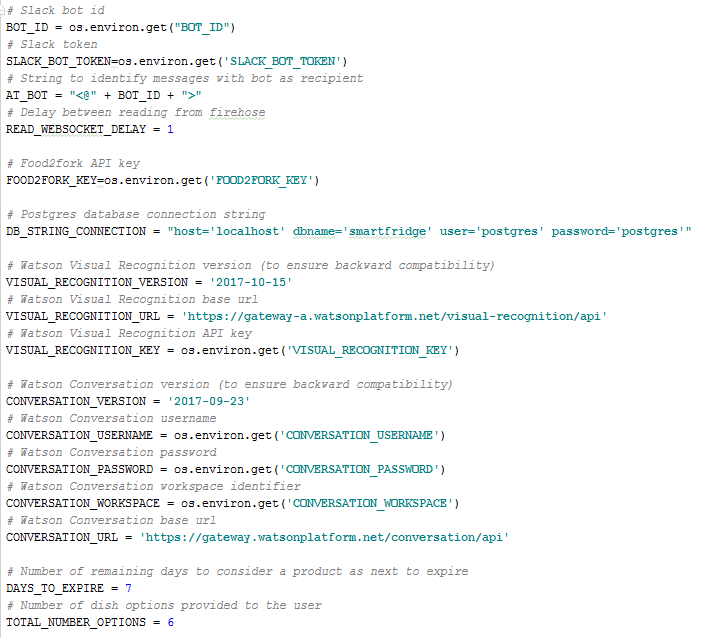 # Slack bot id
BOT_ID = os.environ.get("BOT_ID")
# Slack token
SLACK_BOT_TOKEN=os.environ.get('SLACK_BOT_TOKEN')
# String to identify messages with bot as recipient
AT_BOT = "<@" + BOT_ID + ">"
# Delay between reading from firehose
READ_WEBSOCKET_DELAY = 1
# Food2fork API key
FOOD2FORK_KEY=os.environ.get('FOOD2FORK_KEY')
# Postgres database connection string
DB_STRING_CONNECTION = "host='localhost' dbname='smartfridge' user='postgres' password='postgres'"
# Watson Visual Recognition version (to ensure backward compatibility)
VISUAL_RECOGNITION_VERSION = '2017-10-15'
# Watson Visual Recognition base url
VISUAL_RECOGNITION_URL = 'https://gateway-a.watsonplatform.net/visual-recognition/api'
# Watson Visual Recognition API key
VISUAL_RECOGNITION_KEY = os.environ.get('VISUAL_RECOGNITION_KEY')
# Watson Conversation version (to ensure backward compatibility)
CONVERSATION_VERSION = '2017-09-23'
# Watson Conversation username
CONVERSATION_USERNAME = os.environ.get('CONVERSATION_USERNAME')
# Watson Conversation password
CONVERSATION_PASSWORD = os.environ.get('CONVERSATION_PASSWORD')
# Watson Conversation workspace identifier
CONVERSATION_WORKSPACE = os.environ.get('CONVERSATION_WORKSPACE')
# Watson Conversation base url
CONVERSATION_URL = 'https://gateway.watsonplatform.net/conversation/api'
# Number of remaining days to consider a product as next to expire
DAYS_TO_EXPIRE = 7
# Number of dish options provided to the user
TOTAL_NUMBER_OPTIONS = 6